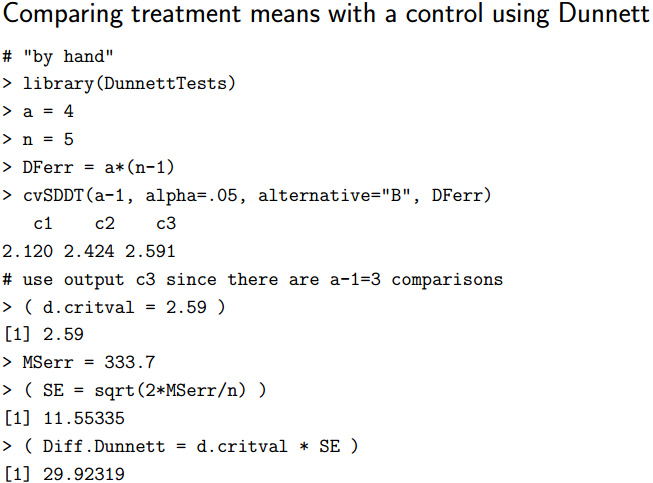 Comparing treatment means with a control using Dunnett
# "by hand"
> library(DunnettTests)
> a = 4
> n = 5
> DFerr = a*(n-1)
> cvSDDT(a-1, alpha=.05, alternative="B", DFerr)
c1 c2 c3
2.120 2.424 2.591
# use output c3 since there are a-1=3 comparisons
> ( d.critval = 2.59 )
[1] 2.59
> MSerr = 333.7
> ( SE = sqrt(2*MSerr/n) )
[1] 11.55335
> ( Diff.Dunnett = d.critval * SE )
[1] 29.92319